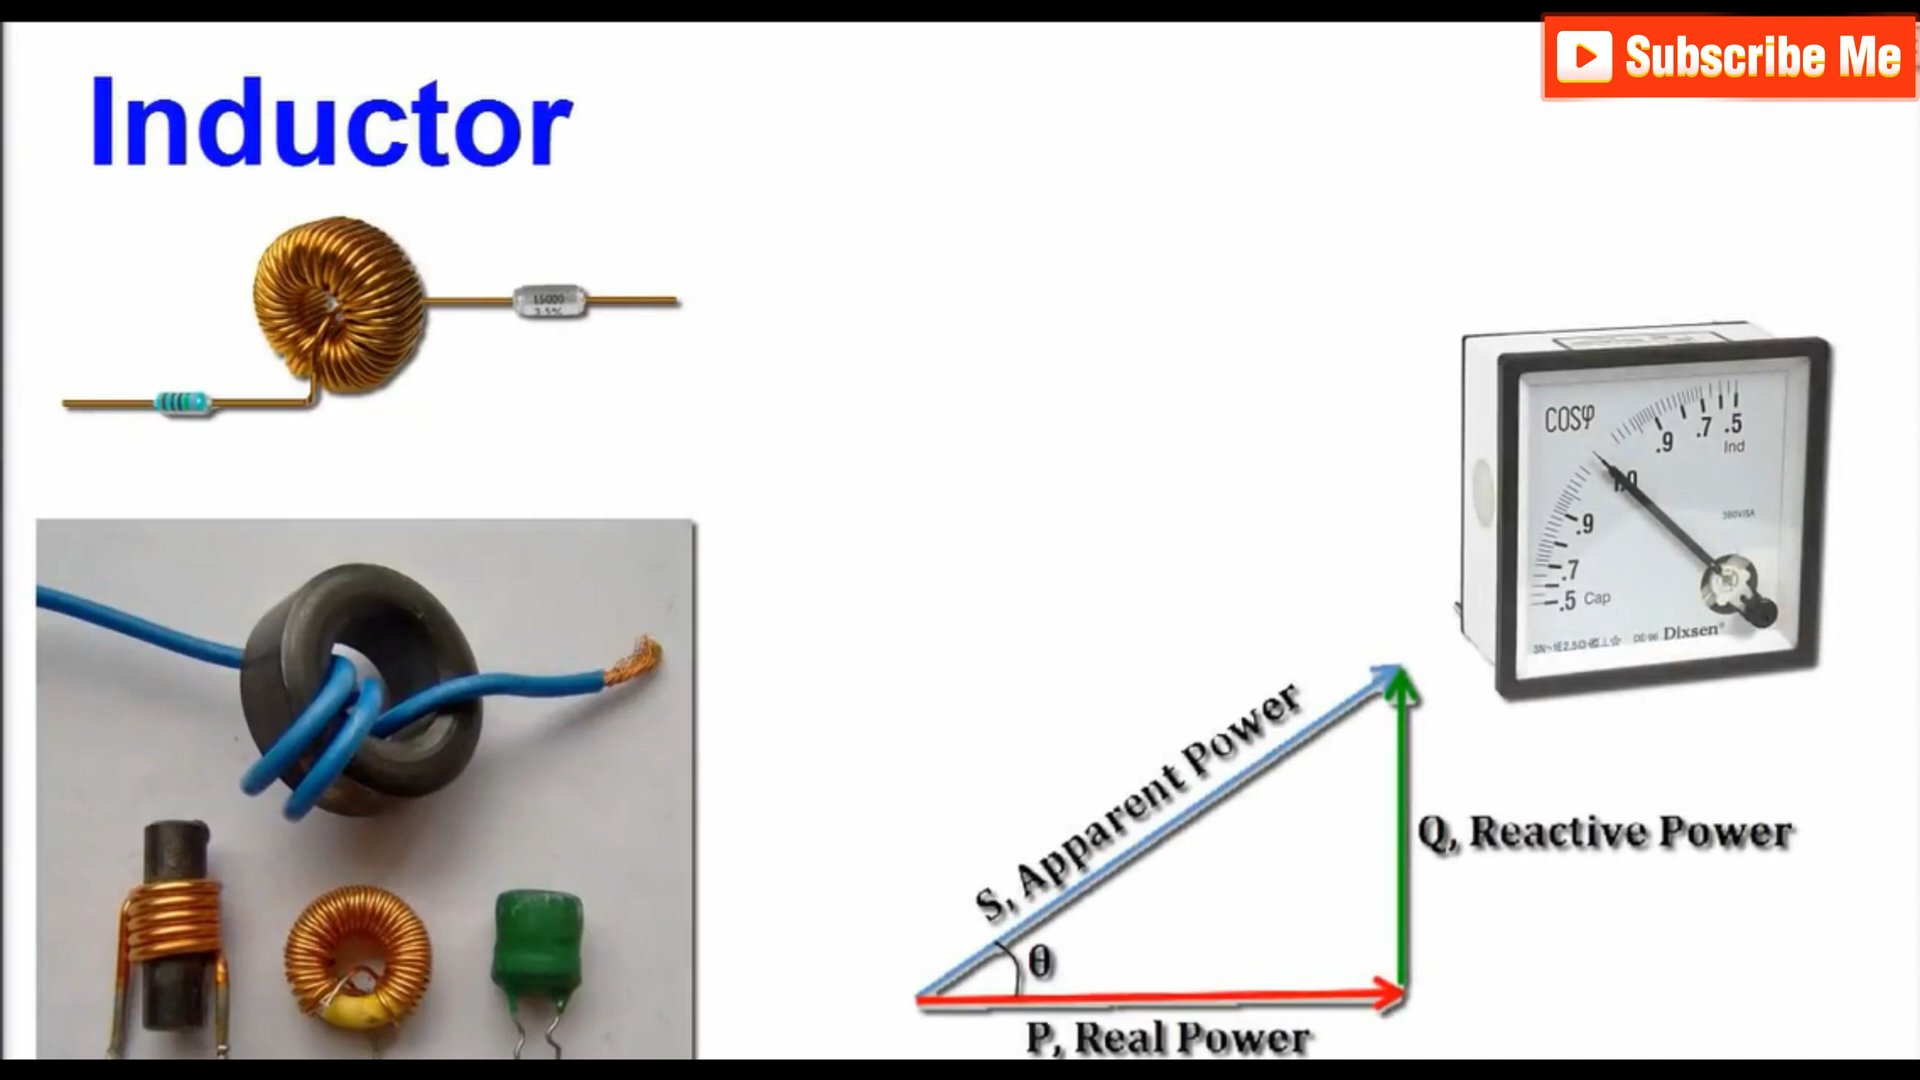 Subscribe Me
Inductor
15000
COSφ
.9 .7 .5
Ind
1.0
.9
.7
.5 Cap
Dixsen®
S, Apparent Power
Q, Reactive Power
θ
P, Real Power